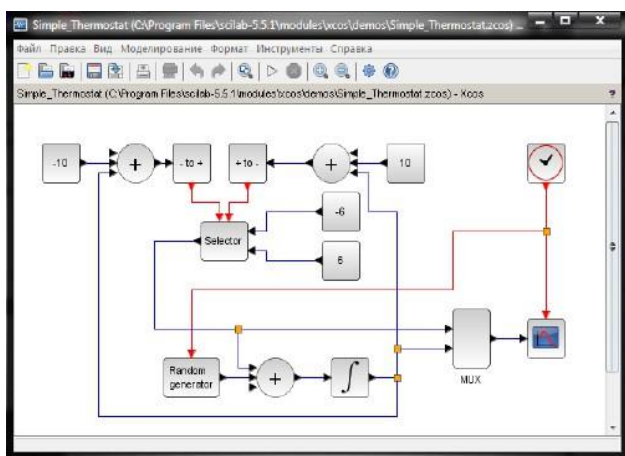 Simple_Thermostat (C:\Program Files\scilab-5.5.1\modules\xcos\demos\Simple_Thermostat.zcos) - 
Файл Правка Вид Моделирование Формат Инструменты Справка
Simple_Thermostat (C:\Program Files\scilab-5.5.1\modules\xcos\demos\Simple_Thermostat.zcos) - Xcos
-10
+
- to +
+ to -
+
10
-6
Selector
6
Random
generator
+
∫
MUX